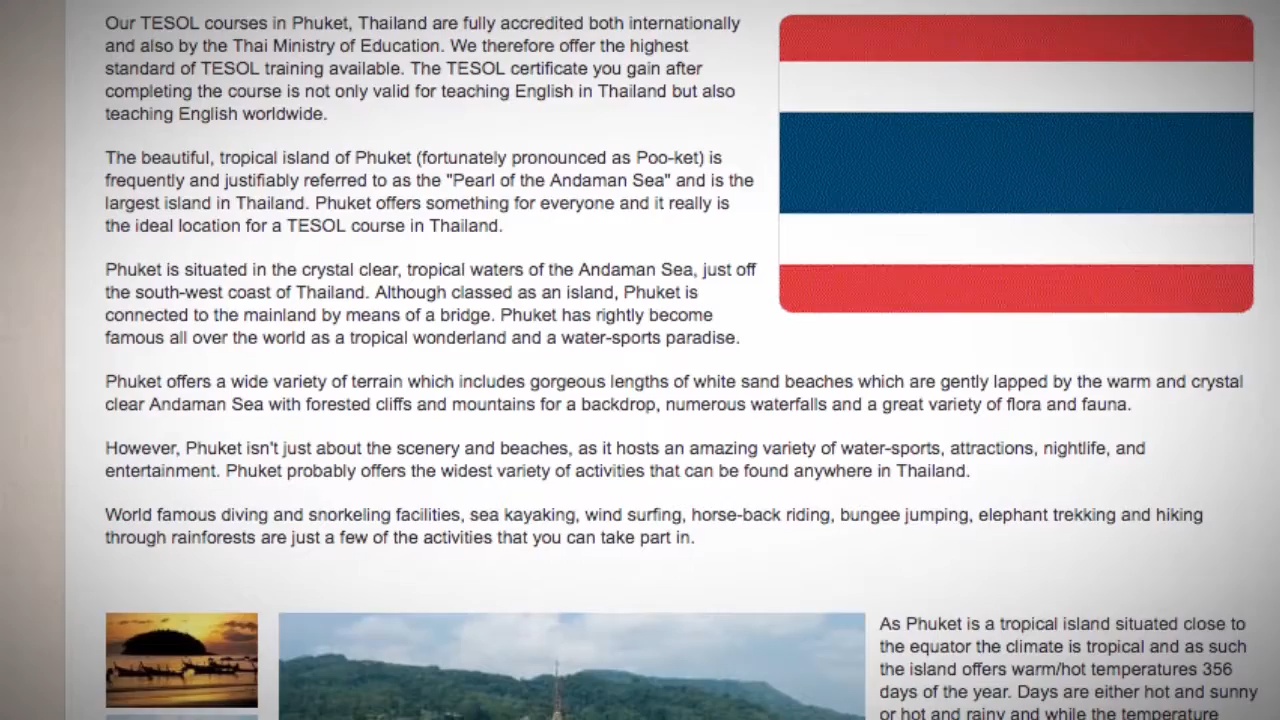 Our TESOL courses in Phuket, Thailand are fully accredited both internationally
and also by the Thai Ministry of Education. We therefore offer the highest
standard of TESOL training available. The TESOL certificate you gain after
completing the course is not only valid for teaching English in Thailand but also
teaching English worldwide.
The beautiful, tropical island of Phuket (fortunately pronounced as Poo-ket) is
frequently and justifiably referred to as the "Pearl of the Andaman Sea" and is the
largest island in Thailand. Phuket offers something for everyone and it really is
the ideal location for a TESOL course in Thailand.
Phuket is situated in the crystal clear, tropical waters of the Andaman Sea, just off
the south-west coast of Thailand. Although classed as an island, Phuket is
connected to the mainland by means of a bridge. Phuket has rightly become
famous all over the world as a tropical wonderland and a water-sports paradise.
Phuket offers a wide variety of terrain which includes gorgeous lengths of white sand beaches which are gently lapped by the warm and crystal
clear Andaman Sea with forested cliffs and mountains for a backdrop, numerous waterfalls and a great variety of flora and fauna.
However, Phuket isn't just about the scenery and beaches, as it hosts an amazing variety of water-sports, attractions, nightlife, and
entertainment. Phuket probably offers the widest variety of activities that can be found anywhere in Thailand.
World famous diving and snorkeling facilities, sea kayaking, wind surfing, horse-back riding, bungee jumping, elephant trekking and hiking
through rainforests are just a few of the activities that you can take part in.
As Phuket is a tropical island situated close to
the equator the climate is tropical and as such
the island offers warm/hot temperatures 356
days of the year. Days are either hot and sunny
or hot and rainy and while the temperature